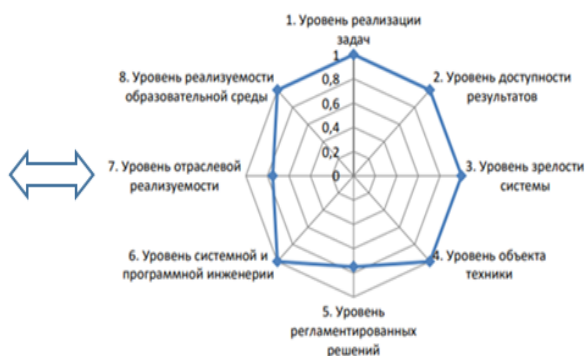 1. Уровень реализации
задач
1
0,8
0,6
0,4
0,2
0
2. Уровень доступности
результатов
3. Уровень зрелости
системы
4. Уровень объекта
техники
5. Уровень
регламентированных
решений
6. Уровень системной и
программной инженерии
7. Уровень отраслевой
реализуемости
8. Уровень реализуемости
образовательной среды